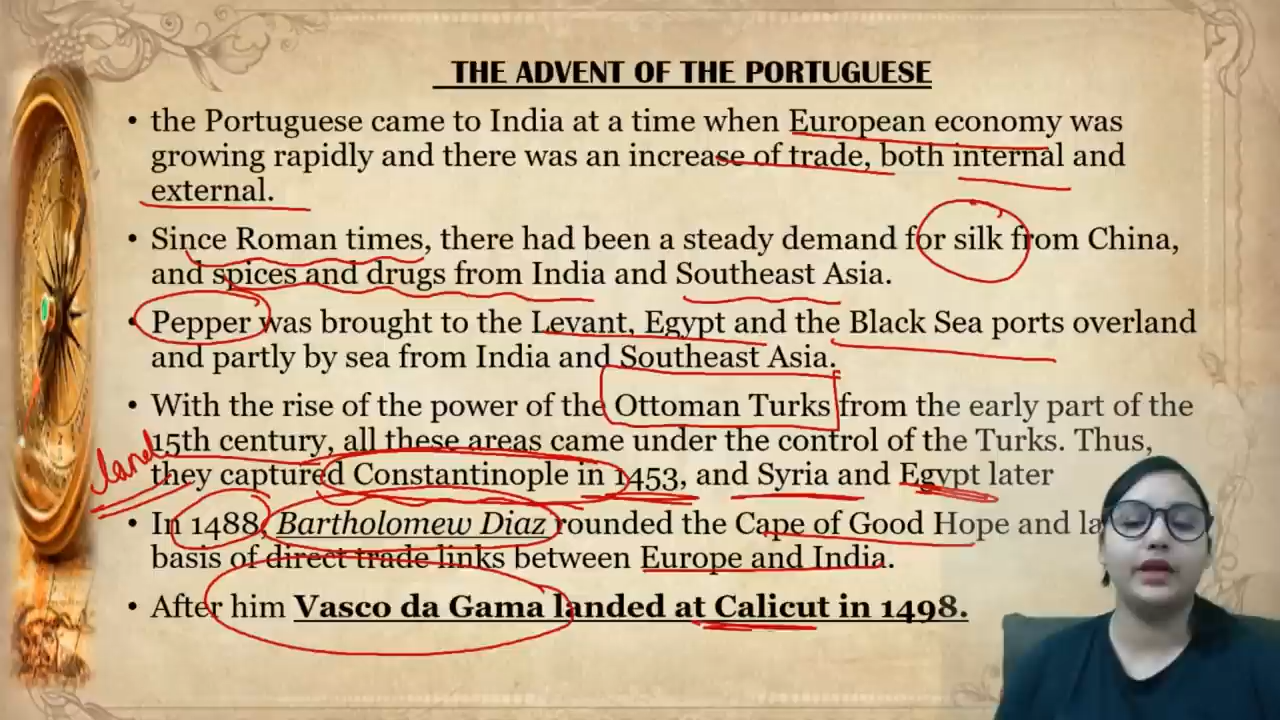 THE ADVENT OF THE PORTUGUESE
• the Portuguese came to India at a time when European economy was
growing rapidly and there was an increase of trade, both internal and
external.
• Since Roman times, there had been a steady demand for silk from China,
and spices and drugs from India and Southeast Asia.
• Pepper was brought to the Levant, Egypt and the Black Sea ports overland
and partly by sea from India and Southeast Asia.
• With the rise of the power of the Ottoman Turks from the early part of the
15th century, all these areas came under the control of the Turks. Thus,
land
they captured Constantinople in 1453, and Syria and Egypt later
• In 1488, Bartholomew Diaz rounded the Cape of Good Hope and
basis of direct trade links between Europe and India.
• After him Vasco da Gama landed at Calicut in 1498.